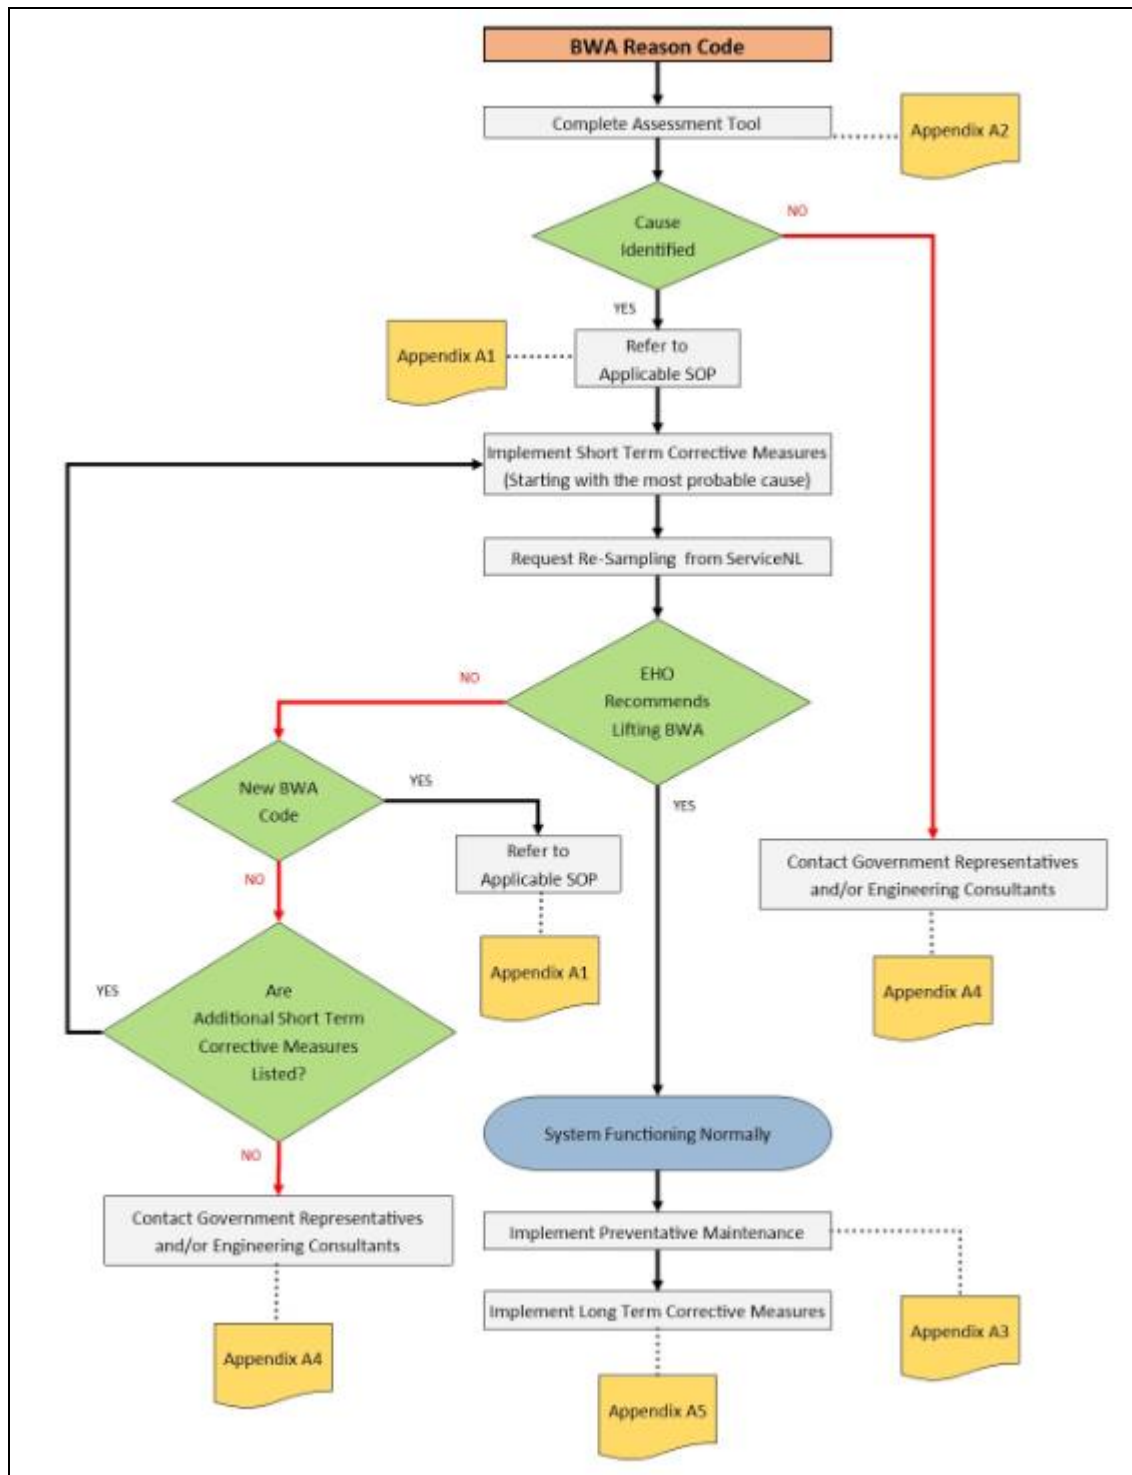 BWA Reason Code
Complete Assessment Tool
Appendix A2
Cause
Identified
NO
YES
Appendix A1
Refer to
Applicable SOP
Implement Short Term Corrective Measures
(Starting with the most probable cause)
Request Re-Sampling from ServiceNL
EHO
Recommends
Lifting BWA
NO
YES
New BWA
Code
YES
NO
Refer to
Applicable SOP
Appendix A1
Contact Government Representatives
and/or Engineering Consultants
Appendix A4
Are
Additional Short Term
Corrective Measures
Listed?
YES
NO
System Functioning Normally
Contact Government Representatives
and/or Engineering Consultants
Appendix A4
Implement Preventative Maintenance
Implement Long Term Corrective Measures
Appendix A3
Appendix A5